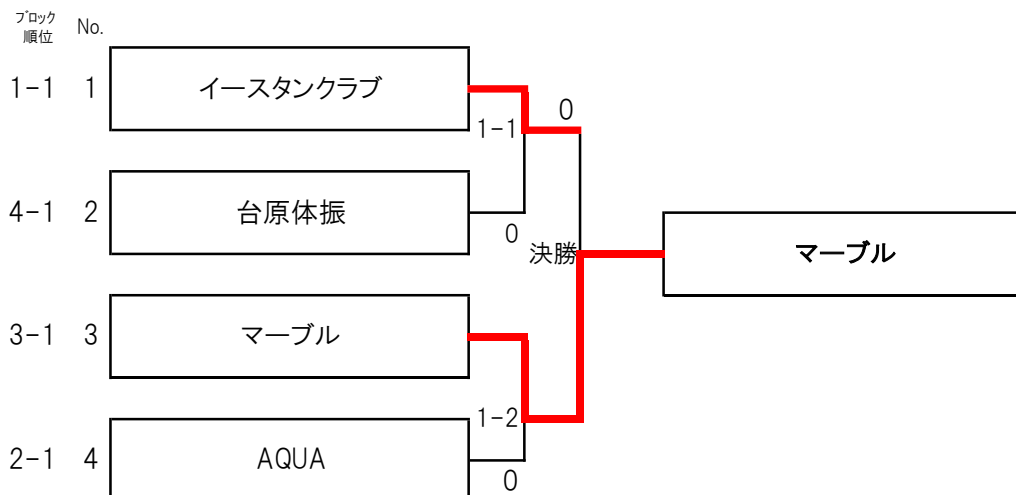 ブロック
順位 No.
1-1 1 イースタンクラブ
0
1-1
4-1 2 台原体振
0
決勝 マーブル
3-1 3 マーブル
1-2
2-1 4 AQUA
0